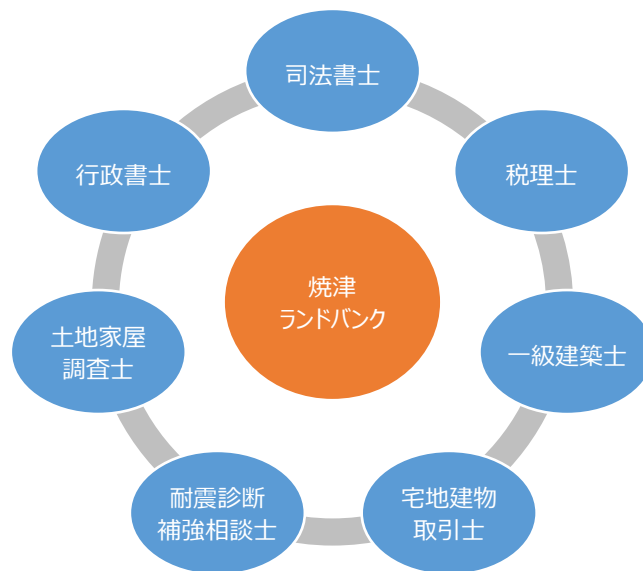 司法書士
行政書士
税理士
焼津
ランドバンク
土地家屋
調査士
一級建築士
耐震診断
補強相談士
宅地建物
取引士